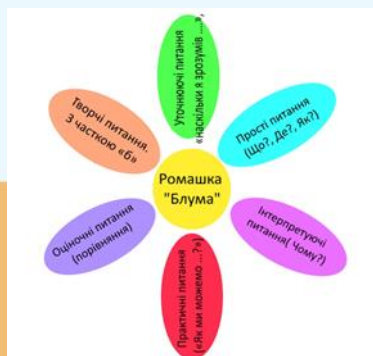 Уточнюючі питання
«наскільки я зрозумів ....»,
Прості питання
(Що?, Де?, Як?)
Інтерпретуючі
питання( Чому?)
Практичні питання
(«Як ми можемо ...?»)
Оціночні питання
(порівняння)
Творчі питання.
З часткою «б»
Ромашка
"Блума"